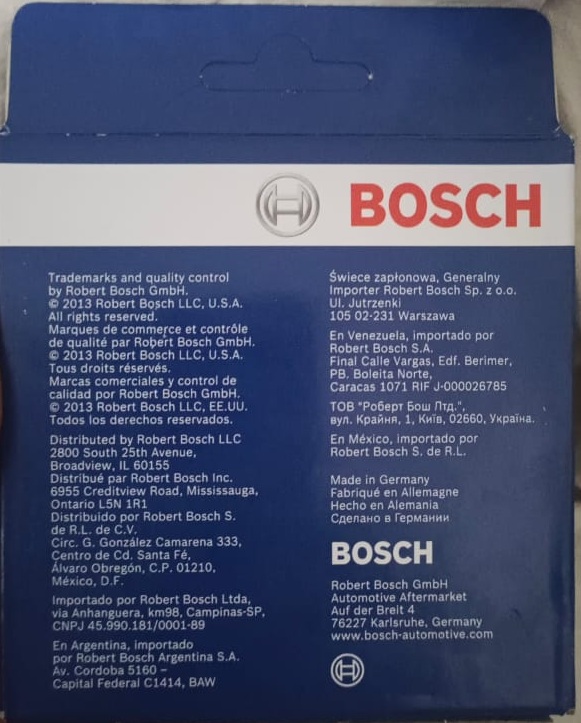 BOSCH
Trademarks and quality control
by Robert Bosch GmbH.
© 2013 Robert Bosch LLC, U.S.A.
All rights reserved.
Marques de commerce et contrôle
de qualité par Robert Bosch GmbH.
© 2013 Robert Bosch LLC, U.S.A.
Tous droits réservés.
Marcas comerciales y control de
calidad por Robert Bosch GmbH.
© 2013 Robert Bosch LLC, EE.UU.
Todos los derechos reservados.
Distributed by Robert Bosch LLC
2800 South 25th Avenue,
Broadview, IL 60155
Distribué par Robert Bosch Inc.
6955 Creditview Road, Mississauga,
Ontario L5N 1R1
Distribuido por Robert Bosch S.
de R.L. de C.V.
Circ. G. González Camarena 333,
Centro de Cd. Santa Fé,
Álvaro Obregón, C.P. 01210,
México, D.F.
Importado por Robert Bosch Ltda,
via Anhanguera, km98, Campinas-SP,
CNPJ 45.990.181/0001-89
En Argentina, importado
por Robert Bosch Argentina S.A.
Av. Cordoba 5160 –
Capital Federal C1414, BAW
Świece zapłonowa, Generalny
Importer Robert Bosch Sp. z o.o.
Ul. Jutrzenki
105 02-231 Warszawa
En Venezuela, importado por
Robert Bosch S.A.
Final Calle Vargas, Edf. Berimer,
PB. Boleita Norte,
Caracas 1071 RIF J-000026785
ТОВ "Роберт Бош Лтд.",
вул. Крайня, 1, Київ, 02660, Україна.
En México, importado por
Robert Bosch S. de R.L.
Made in Germany
Fabriqué en Allemagne
Hecho en Alemania
Сделано в Германии
BOSCH
Robert Bosch GmbH
Automotive Aftermarket
Auf der Breit 4
76227 Karlsruhe, Germany
www.bosch-automotive.com